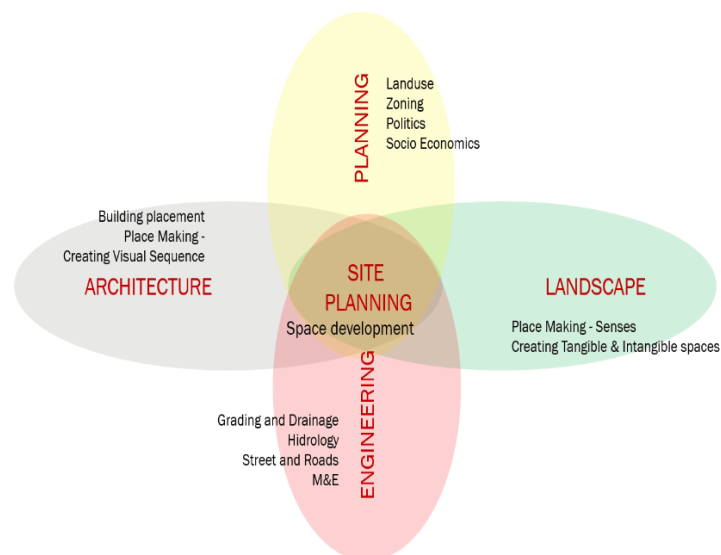 PLANNING
Landuse
Zoning
Politics
Socio Economics
Building placement
Place Making -
Creating Visual Sequence
ARCHITECTURE
SITE
PLANNING
Space development
LANDSCAPE
Place Making - Senses
Creating Tangible & Intangible spaces
ENGINEERING
Grading and Drainage
Hidrology
Street and Roads
M&E